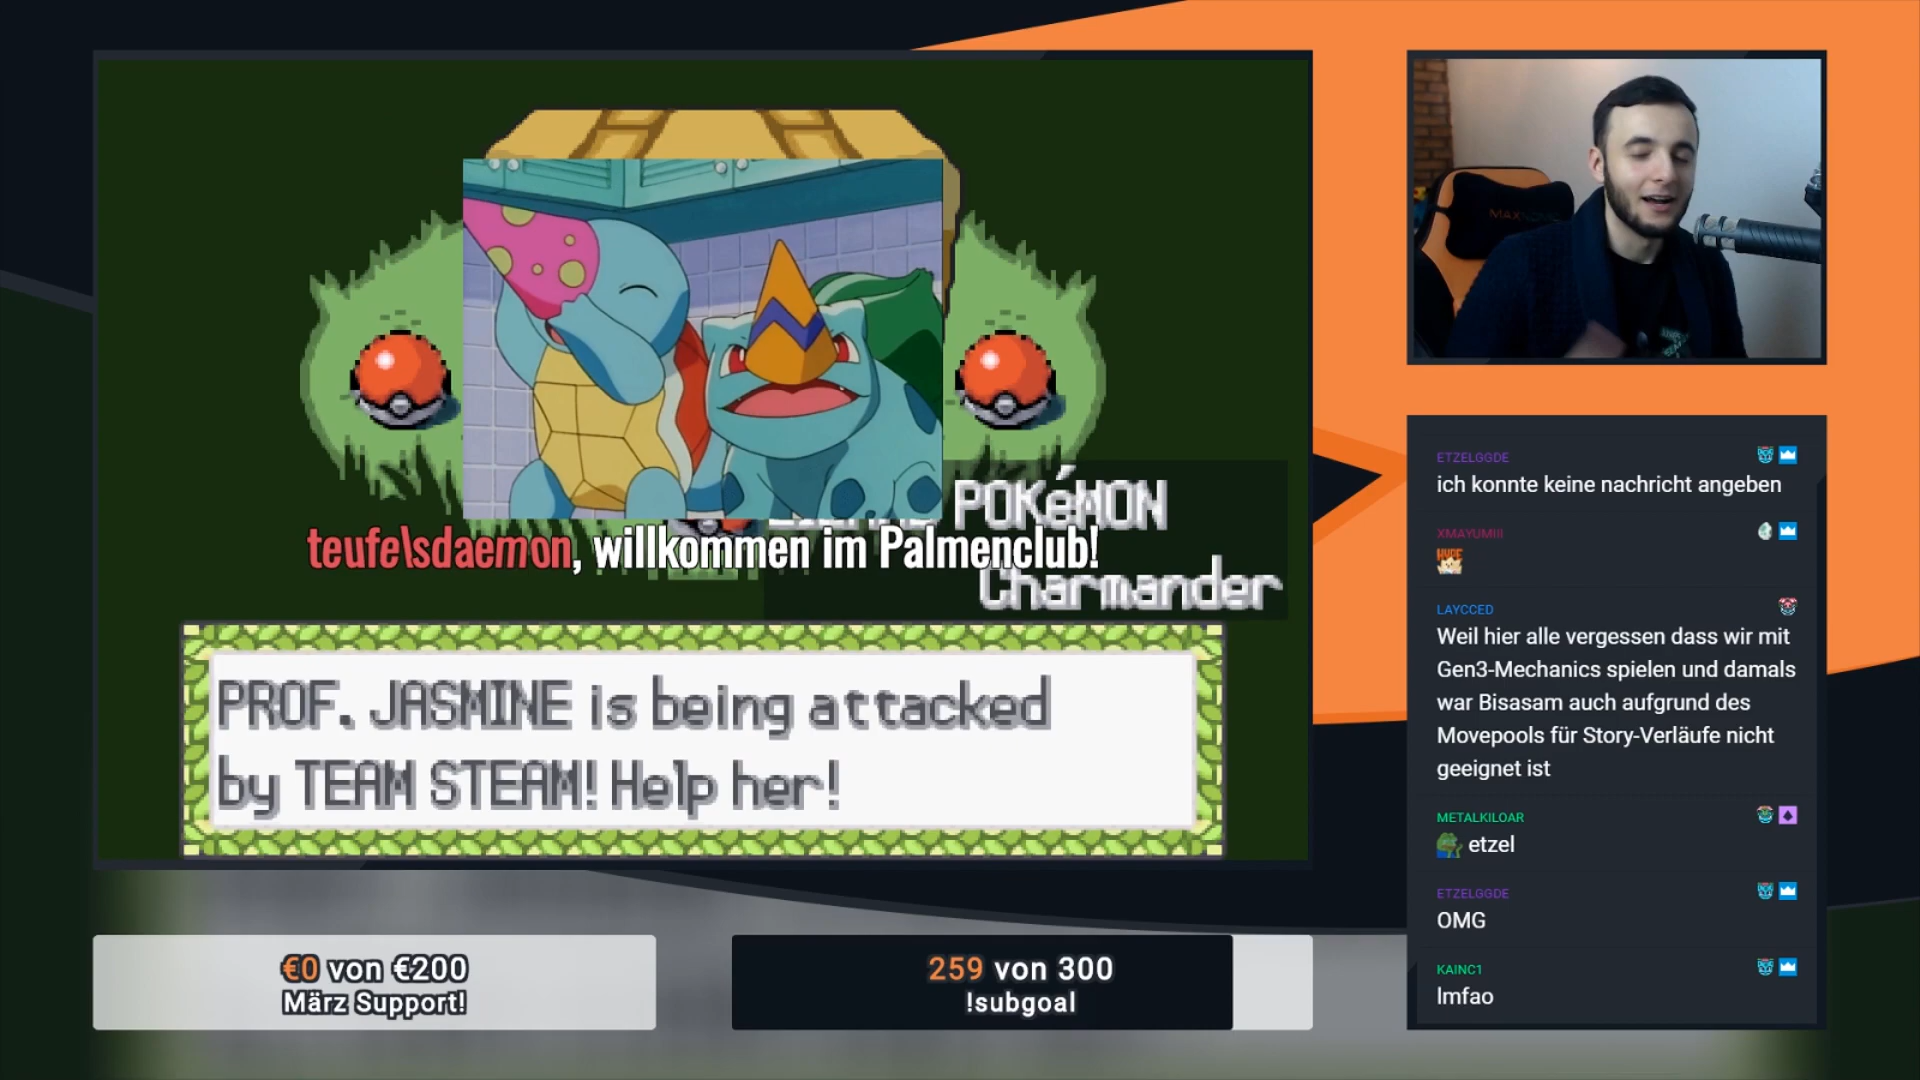 POKéMON
teufelsdaemon, willkommen im Palmenclub!
Charmander
PROF. JASMINE is being attacked
by TEAM STEAM! Help her!
€0 von €200
März Support!
259 von 300
!subgoal
ETZELGGDE
ich konnte keine nachricht angeben
XMAYUMIII
HYPE
LAYCCED
Weil hier alle vergessen dass wir mit
Gen3-Mechanics spielen und damals
war Bisasam auch aufgrund des
Movepools für Story-Verläufe nicht
geeignet ist
METALKILOAR
etzel
ETZELGGDE
OMG
KAINC1
lmfao